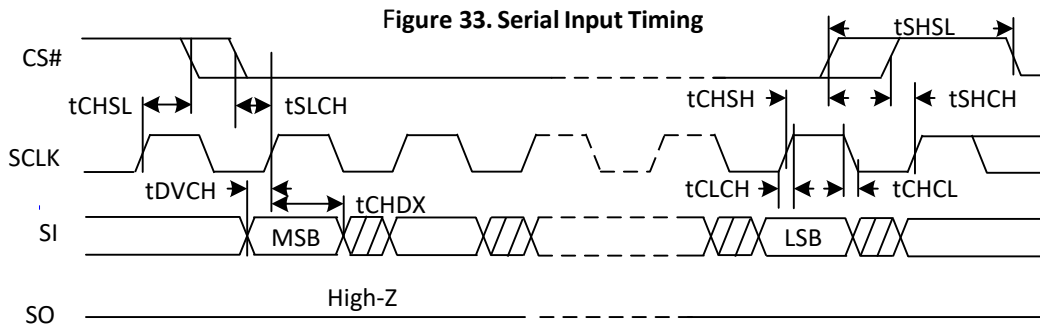 Figure 33. Serial Input Timing
tSHSL
CS#
tCHSL
tSLCH
tCHSH
tSHCH
SCLK
tDVCH
tCHDX
tCLCH
tCHCL
SI
MSB
LSB
High-Z
SO